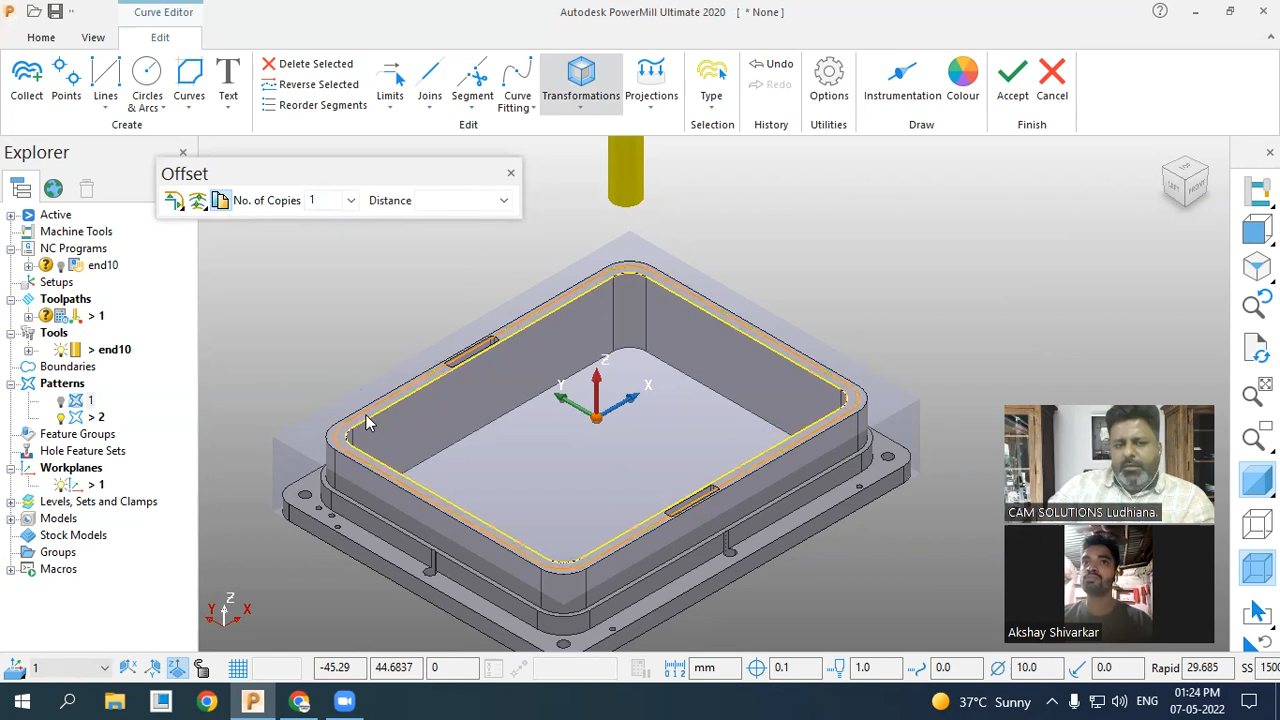 Curve Editor
Autodesk PowerMill Ultimate 2020 [ * None ]
Home View Edit
Collect
Points
Lines
Circles & Arcs
Curves
Text
Create
Delete Selected
Reverse Selected
Reorder Segments
Limits
Joins
Segment
Curve Fitting
Transformations
Projections
Edit
Type
Selection
Undo
Redo
History
Options
Utilities
Instrumentation
Colour
Draw
Accept
Cancel
Finish
Explorer
Offset
No. of Copies 1 Distance
Active
Machine Tools
NC Programs
end10
Setups
Toolpaths
> 1
Tools
> end10
Boundaries
Patterns
1
> 2
Feature Groups
Hole Feature Sets
Workplanes
> 1
Levels, Sets and Clamps
Models
Stock Models
Groups
Macros
TOP
LEFT
FRONT
Z
Y
X
Z
Y
X
CAM SOLUTIONS Ludhiana.
Akshay Shivarkar
1 -45.29 44.6837 0 mm 0.1 1.0 0.0 10.0 0.0 Rapid 29.685 SS 1500
37°C Sunny
ENG
01:24 PM
07-05-2022